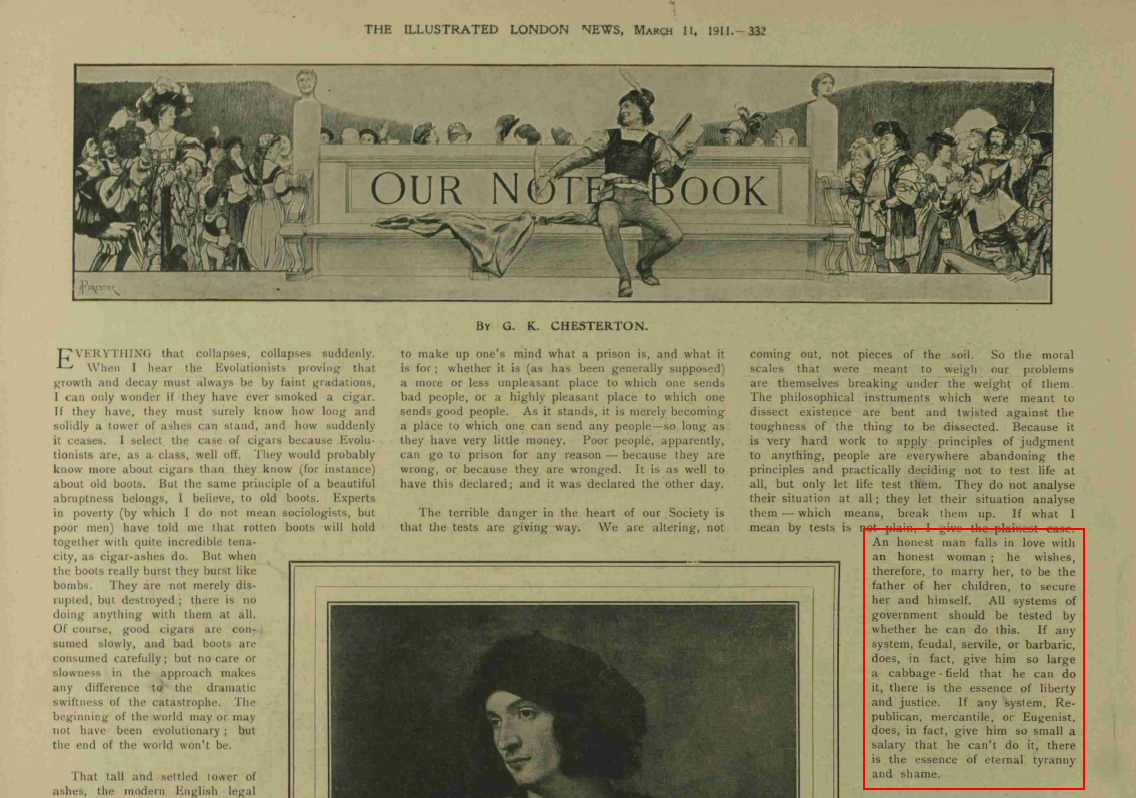 THE ILLUSTRATED LONDON NEWS, MARCH 11, 1911.—332
OUR NOTE BOOK
BY G. K. CHESTERTON.
EVERYTHING that collapses, collapses suddenly.
When I hear the Evolutionists proving that
growth and decay must always be by faint gradations,
I can only wonder if they have ever smoked a cigar.
If they have, they must surely know how long and
solidly a tower of ashes can stand, and how suddenly
it ceases. I select the case of cigars because Evolu-
tionists are, as a class, well off. They would probably
know more about cigars than they know (for instance)
about old boots. But the same principle of a beautiful
abruptness belongs, I believe, to old boots. Experts
in poverty (by which I do not mean sociologists, but
poor men) have told me that rotten boots will hold
together with quite incredible tena-
city, as cigar-ashes do. But when
the boots really burst they burst like
bombs. They are not merely dis-
rupted, but destroyed; there is no
doing anything with them at all.
Of course, good cigars are con-
sumed slowly, and bad boots are
consumed carefully; but no care or
slowness in the approach makes
any difference to the dramatic
swiftness of the catastrophe. The
beginning of the world may or may
not have been evolutionary; but
the end of the world won't be.
That tall and settled tower of
ashes, the modern English legal
to make up one's mind what a prison is, and what it
is for; whether it is (as has been generally supposed)
a more or less unpleasant place to which one sends
bad people, or a highly pleasant place to which one
sends good people. As it stands, it is merely becoming
a place to which one can send any people—so long as
they have very little money. Poor people, apparently,
can go to prison for any reason — because they are
wrong, or because they are wronged. It is as well to
have this declared; and it was declared the other day.
The terrible danger in the heart of our Society is
that the tests are giving way. We are altering, not
coming out, not pieces of the soil. So the moral
scales that were meant to weigh our problems
are themselves breaking under the weight of them.
The philosophical instruments which were meant to
dissect existence are bent and twisted against the
toughness of the thing to be dissected. Because it
is very hard work to apply principles of judgment
to anything, people are everywhere abandoning the
principles and practically deciding not to test life at
all, but only let life test them. They do not analyse
their situation at all; they let their situation analyse
them — which means, break them up. If what I
mean by tests is not plain, I give the plainest case.
An honest man falls in love with
an honest woman; he wishes,
therefore, to marry her, to be the
father of her children, to secure
her and himself. All systems of
government should be tested by
whether he can do this. If any
system, feudal, servile, or barbaric,
does, in fact, give him so large
a cabbage-field that he can do
it, there is the essence of liberty
and justice. If any system, Re-
publican, mercantile, or Eugenist,
does, in fact, give him so small a
salary that he can't do it, there
is the essence of eternal tyranny
and shame.